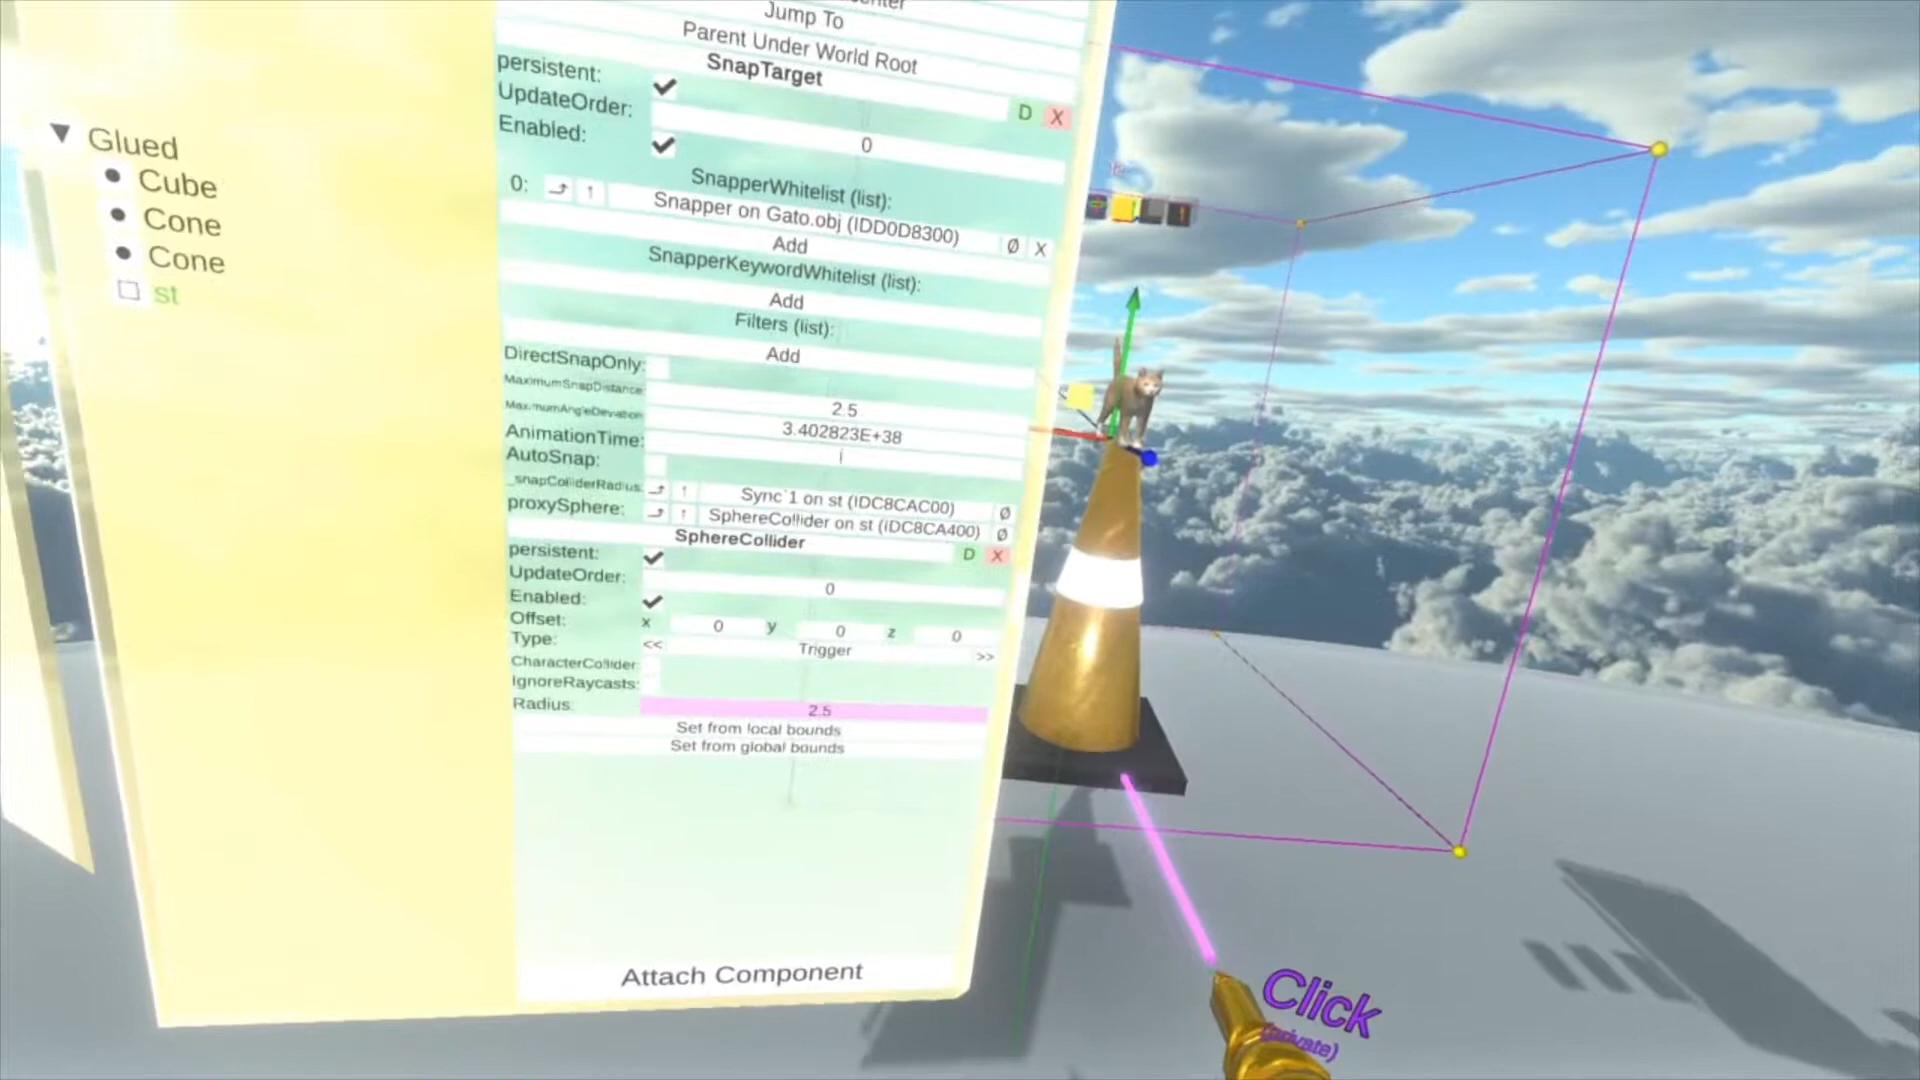 Glued
Cube
Cone
Cone
st
Jump To
Parent Under World Root
SnapTarget
persistent:
D X
UpdateOrder:
0
Enabled:
SnapperWhitelist (list):
0: ↑ Snapper on Gato.obj (IDD0D8300) Ø X
Add
SnapperKeywordWhitelist (list):
Add
Filters (list):
Add
DirectSnapOnly:
MaximumSnapDistance: 2.5
MaximumAngleDeviation: 3.402823E+38
AnimationTime:
AutoSnap:
_snapColliderRadius: ↑ Sync`1 on st (IDC8CAC00) Ø
proxySphere: ↑ SphereCollider on st (IDC8CA400) Ø
SphereCollider
persistent: D X
UpdateOrder: 0
Enabled:
Offset: x 0 y 0 z 0
Type: << Trigger >>
CharacterCollider:
IgnoreRaycasts:
Radius: 2.5
Set from local bounds
Set from global bounds
Attach Component
Click
(private)